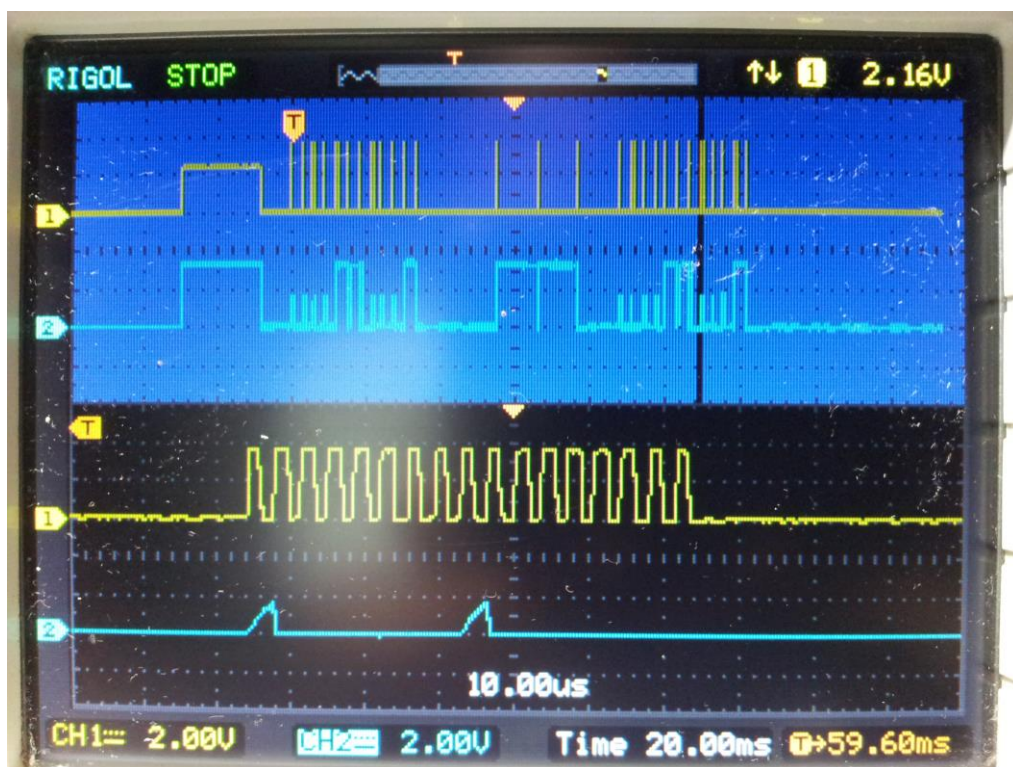 RIGOL STOP T ↑↓ 1 2.16V
T
1
2
T
1
2
10.00us
CH1 2.00V CH2 2.00V Time 20.00ms T→59.60ms